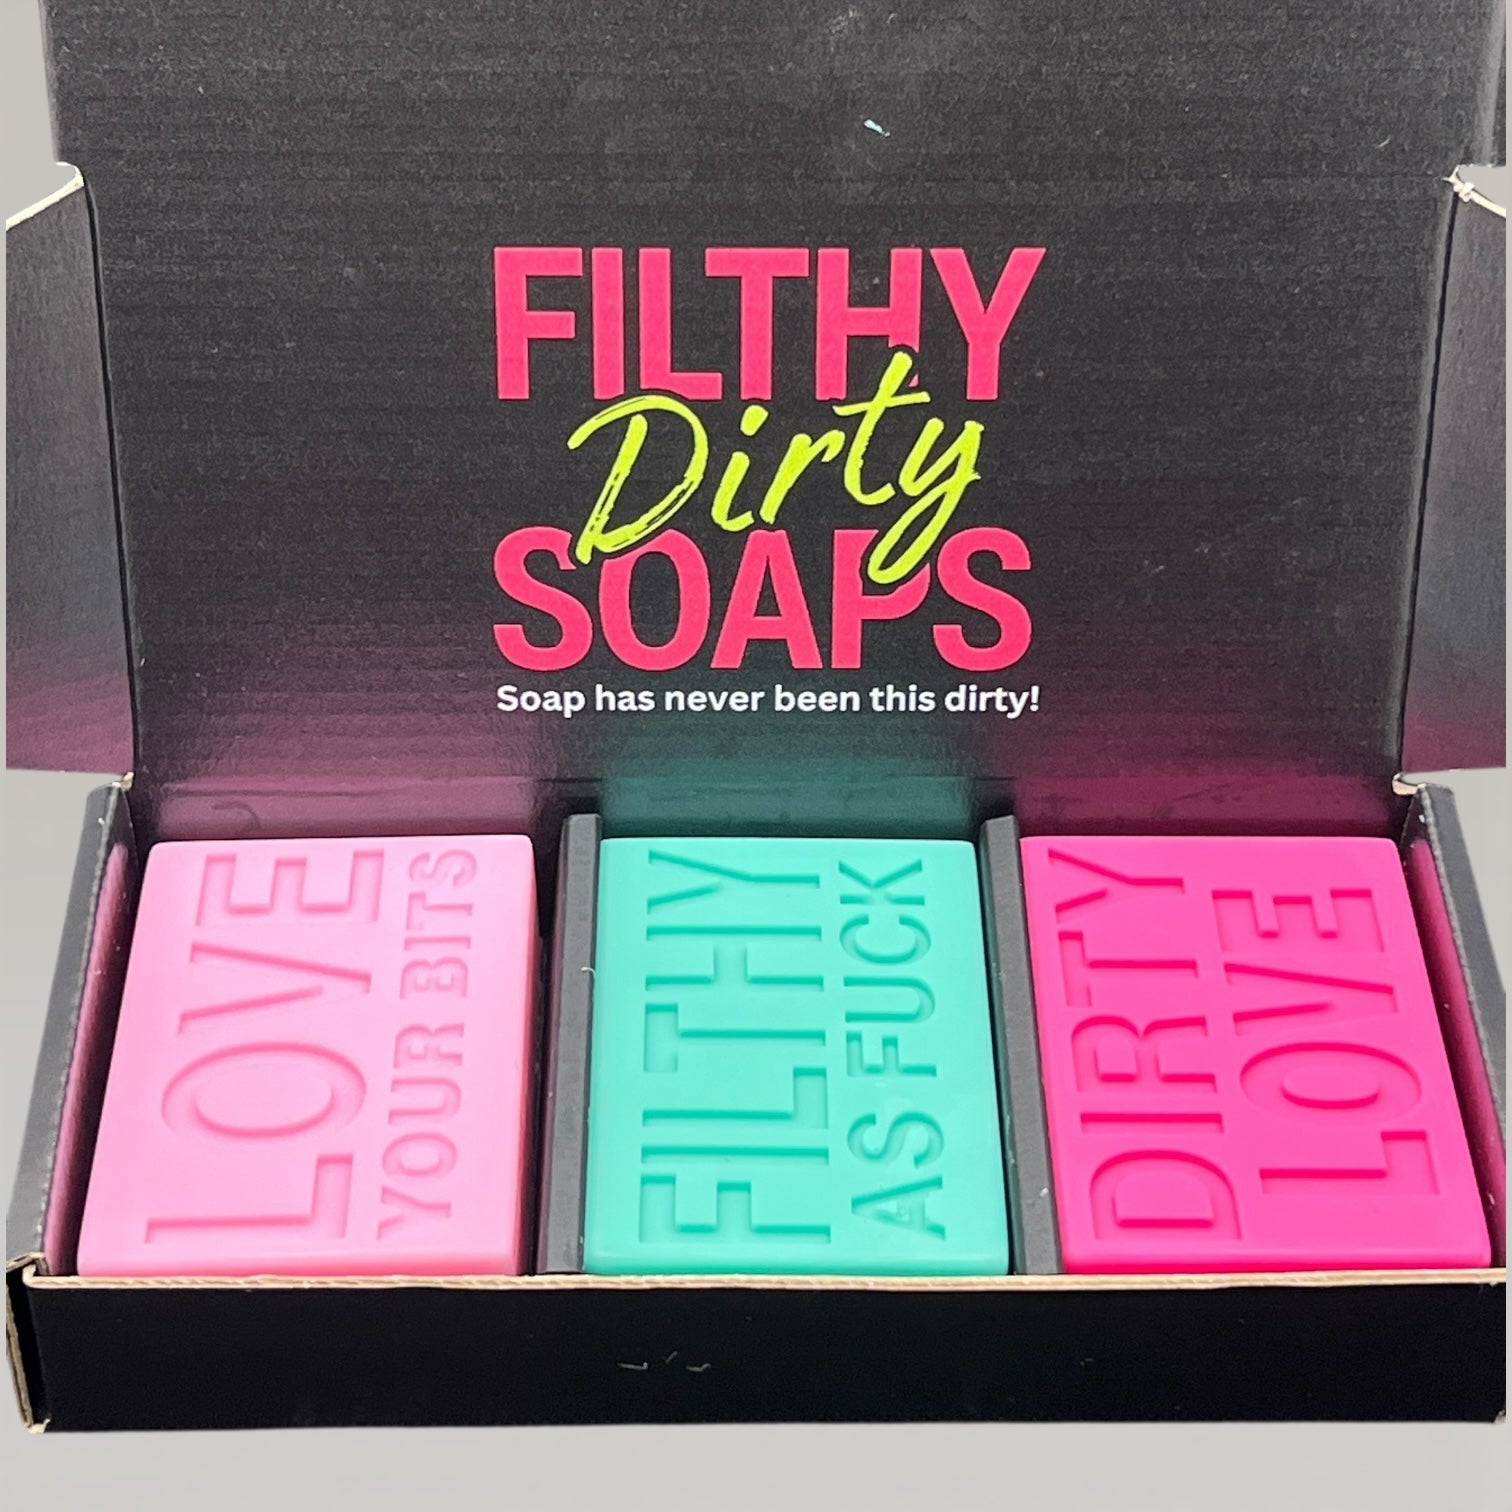 FILTHY
Dirty
SOAPS
Soap has never been this dirty!
LOVE
YOUR BITS
FILTHY
AS FUCK
DIRTY
LOVE